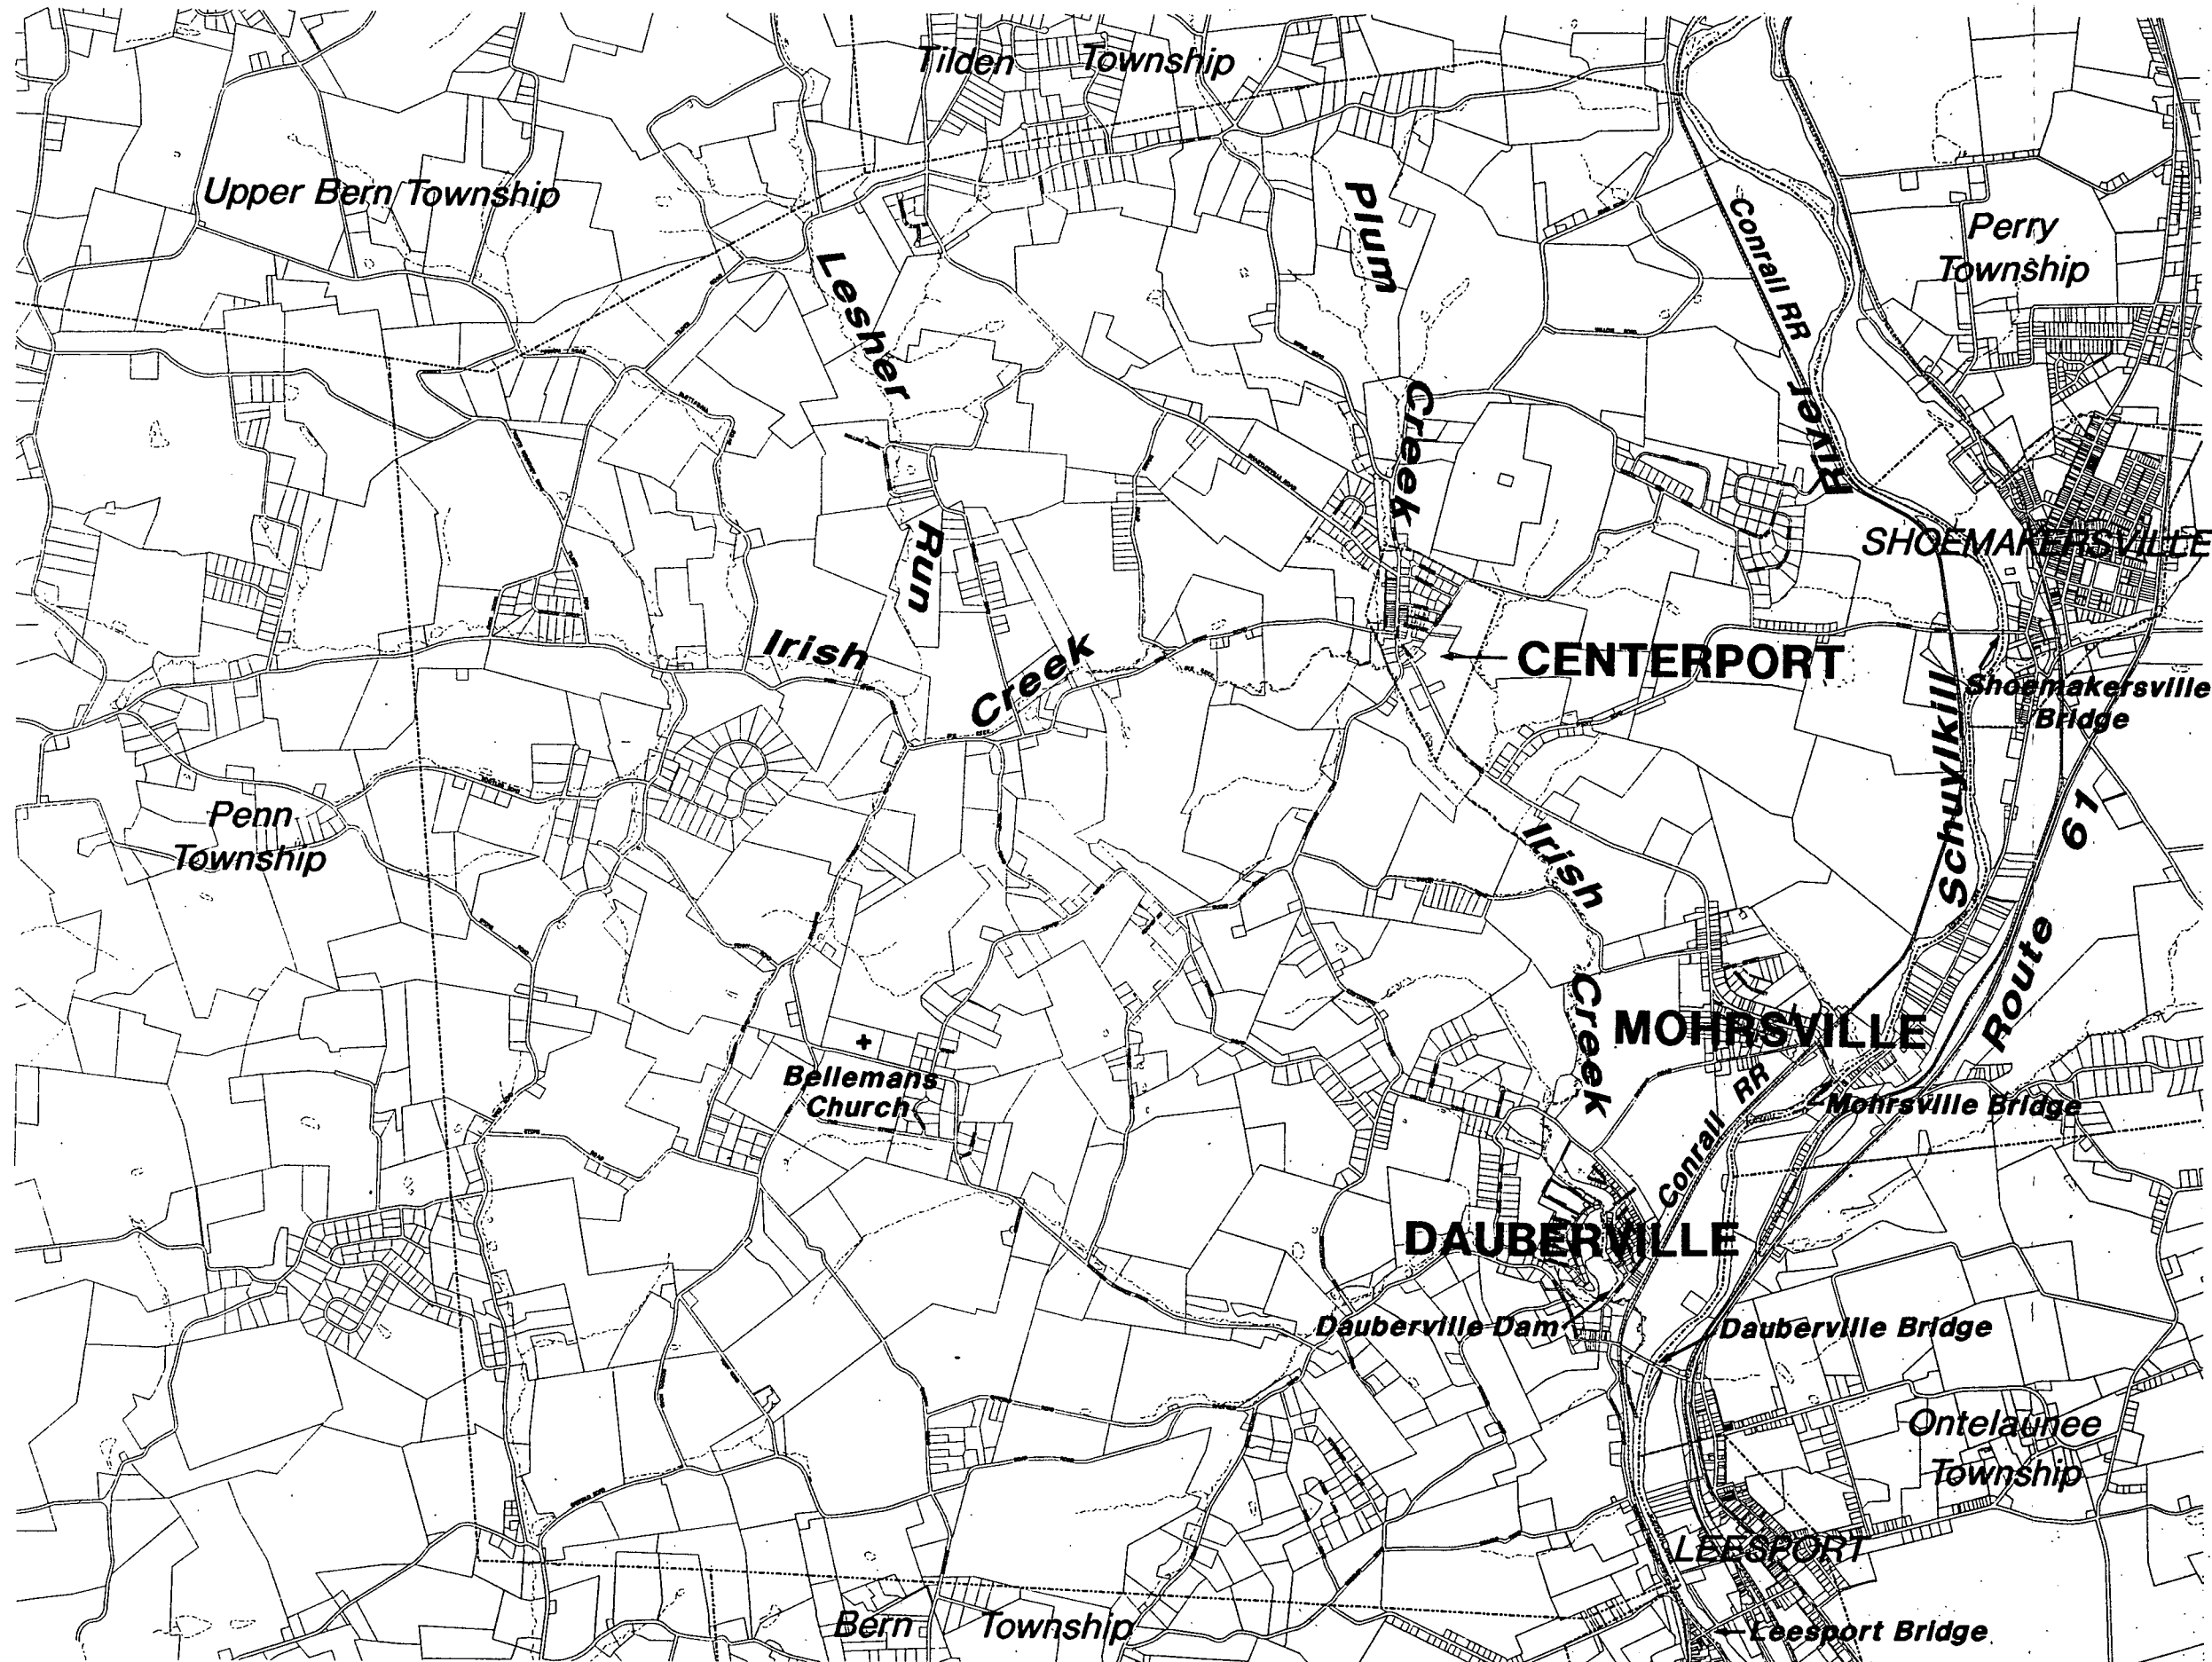 Tilden Township
Upper Bern Township
Plum
Creek
Conrail RR
Perry
Township
Lesher
Run
River
SHOEMAKERSVILLE
Irish
Creek
CENTERPORT
Shoemakersville
Bridge
Schuylkill
Route 61
Penn
Township
Irish
Creek
MOHRSVILLE
Bellemans
Church
Mohrsville Bridge
Conrail RR
DAUBERVILLE
Dauberville Dam
Dauberville Bridge
Ontelaunee
Township
LEESPORT
Bern Township
Leesport Bridge